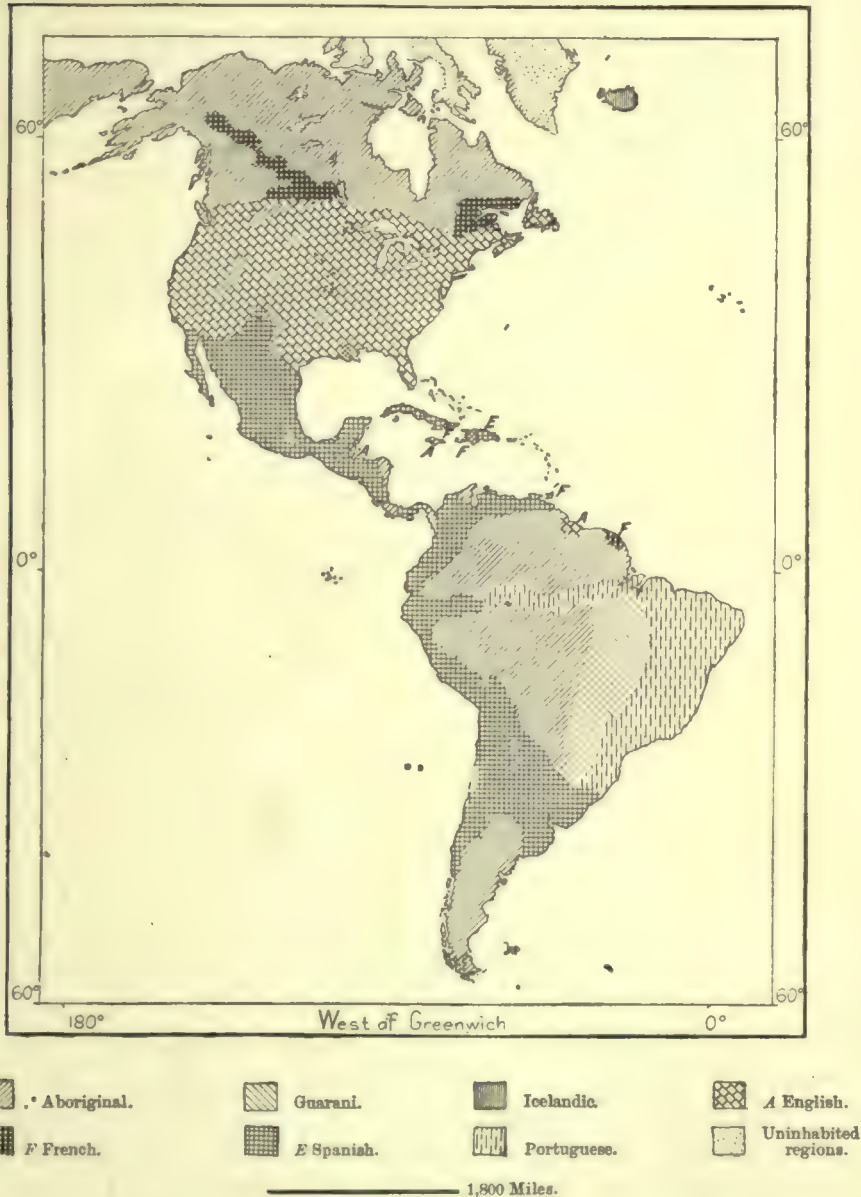 60° 60°
A F E
A F
F
A
A F
0° 0°
60° 60°
180° West of Greenwich 0°
Aboriginal. Guarani. Icelandic. A English.
F French. E Spanish. Portuguese. Uninhabited
regions.
1,800 Miles.